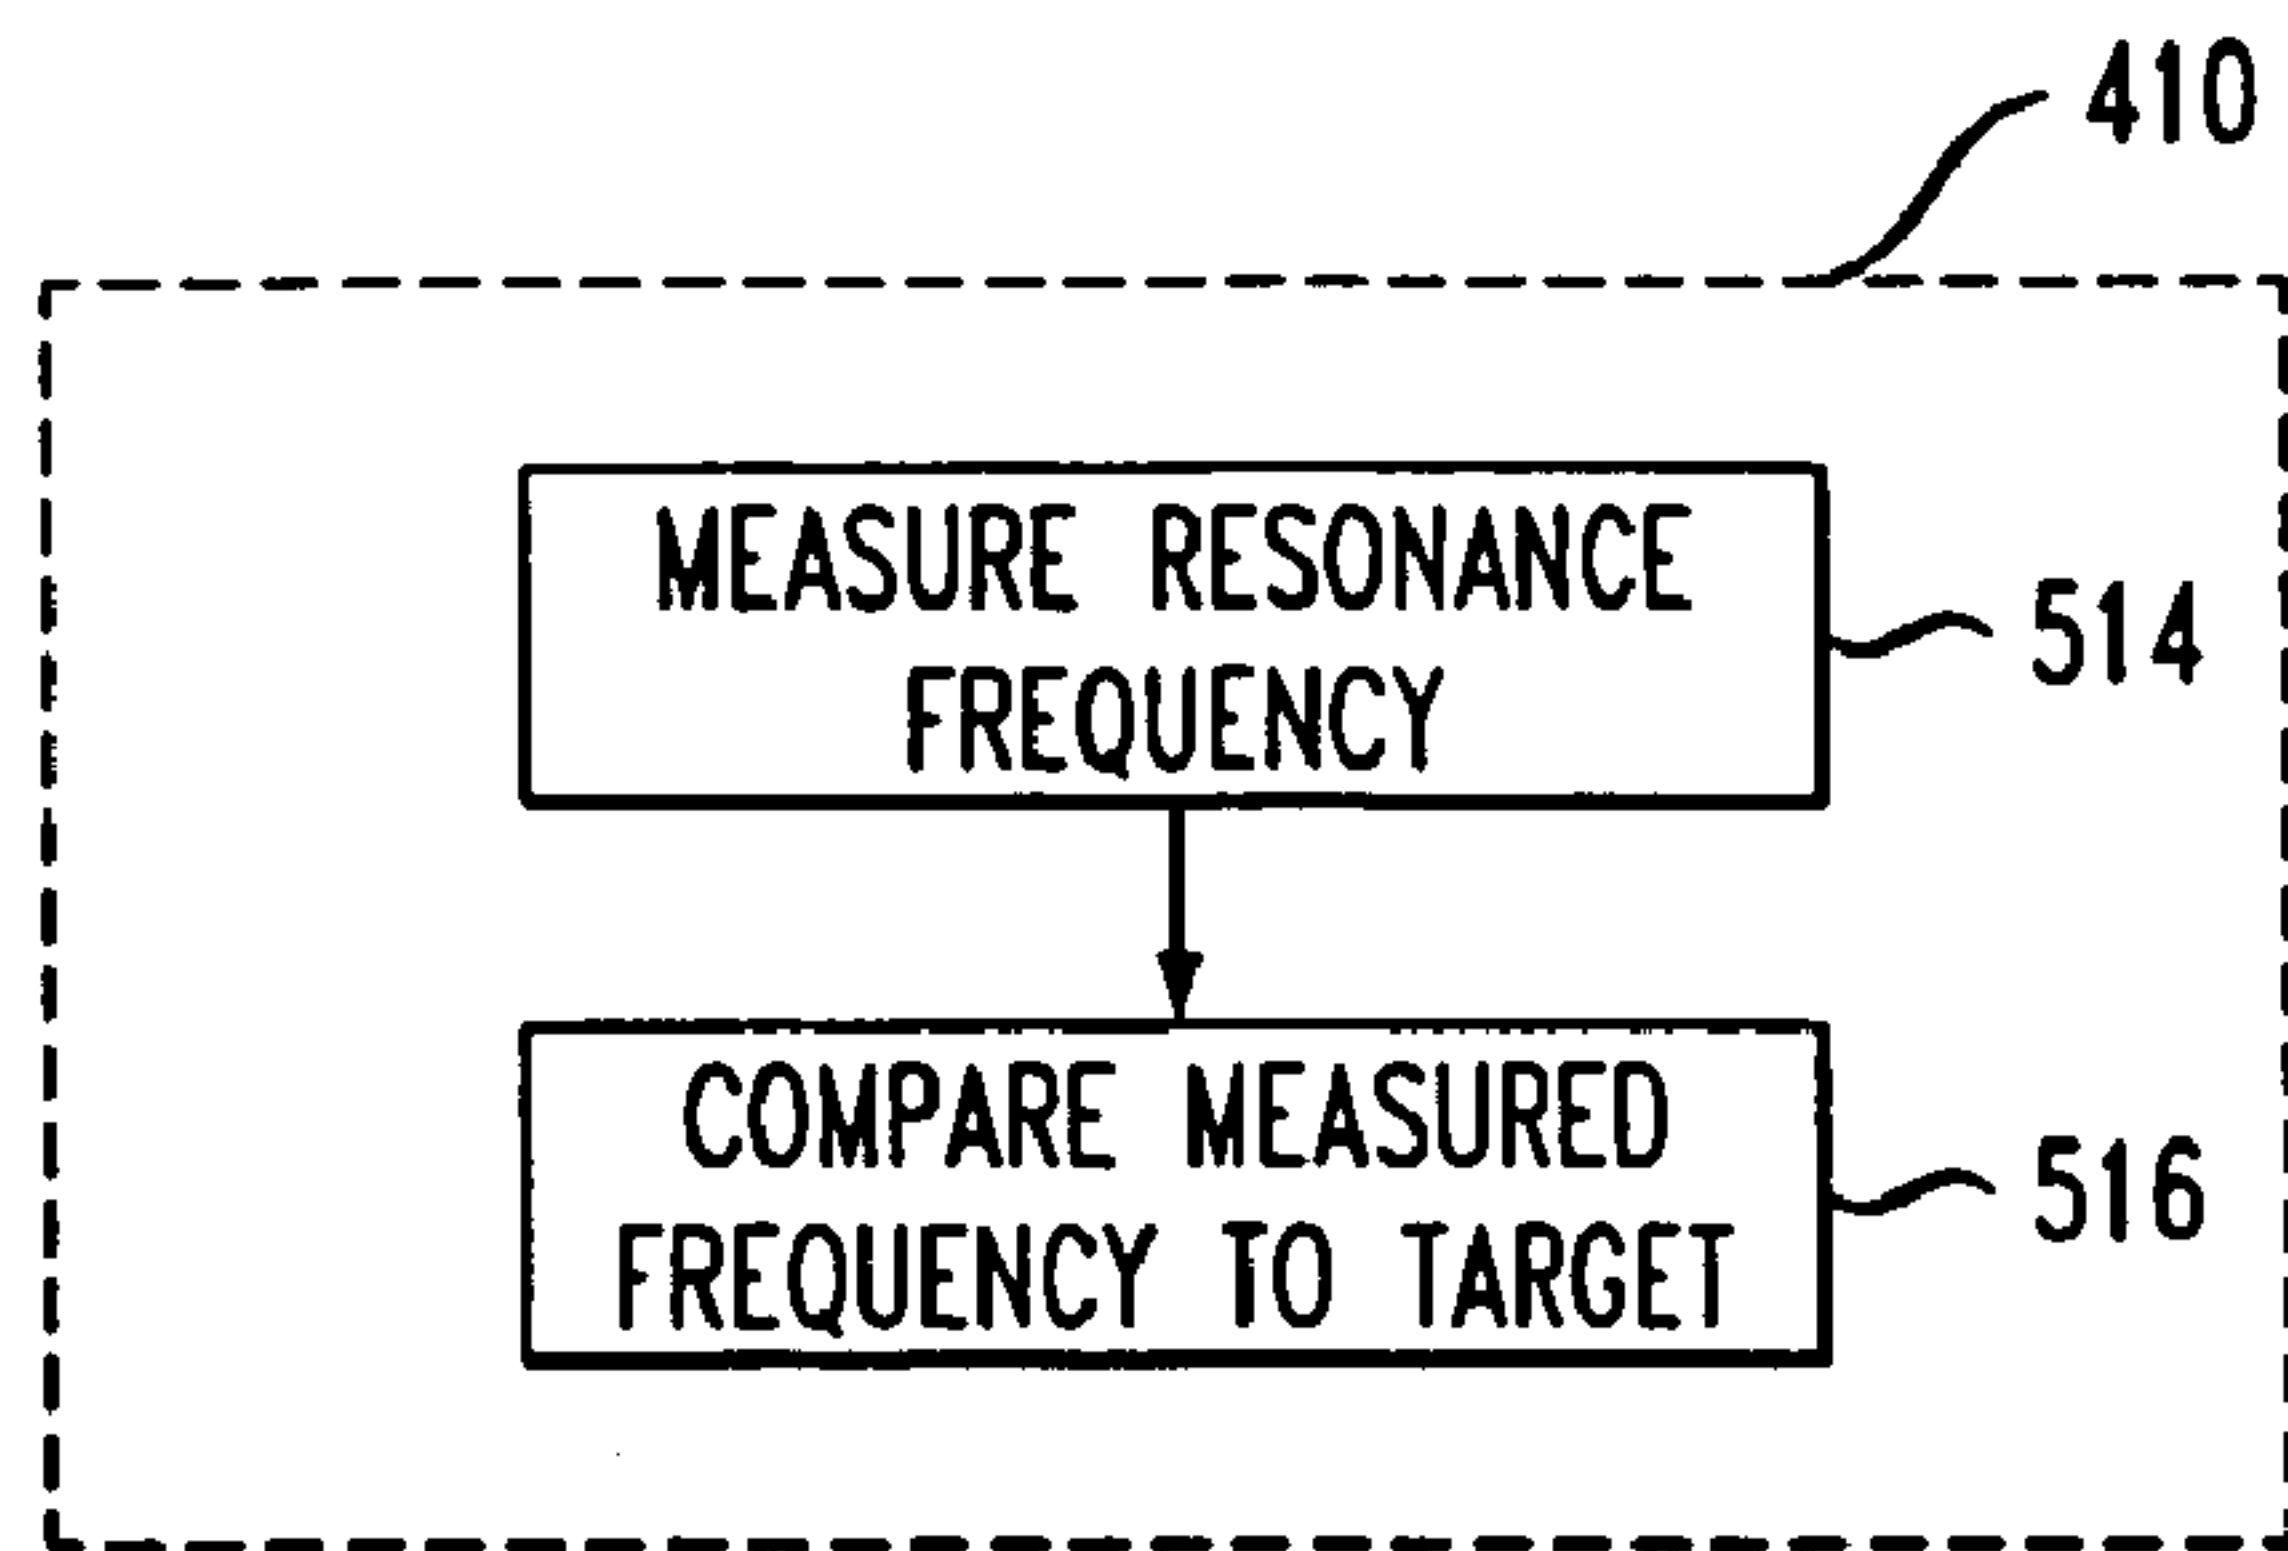 410
MEASURE RESONANCE
FREQUENCY
514
COMPARE MEASURED
FREQUENCY TO TARGET
516